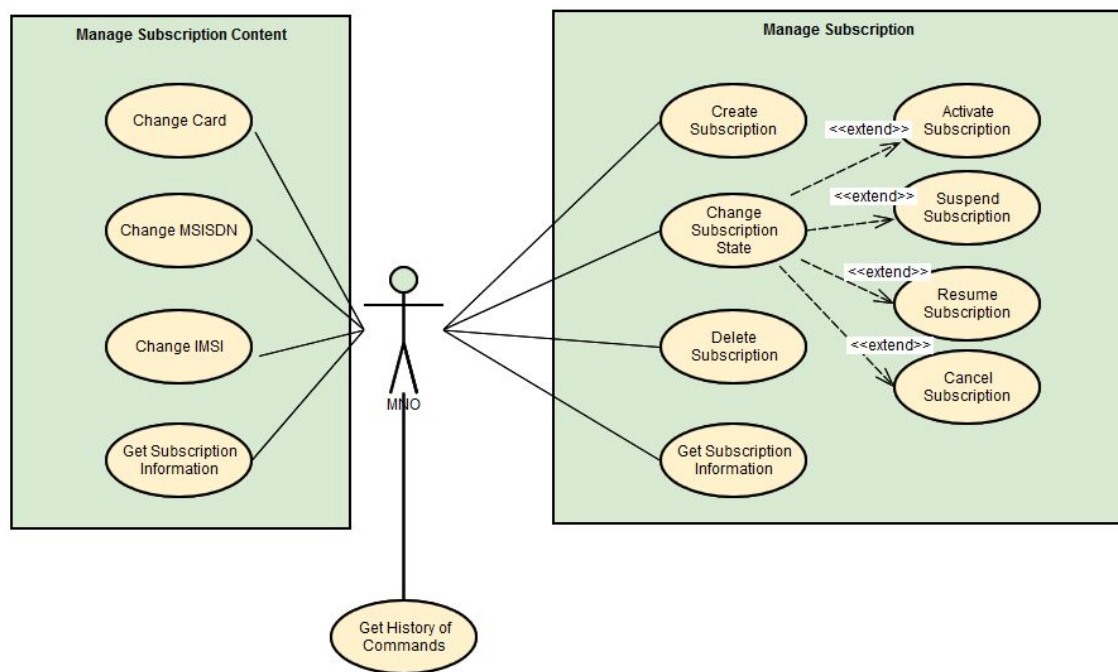 Manage Subscription Content
Change Card
Change MSISDN
Change IMSI
Get Subscription
Information
MNO
Get History of
Commands
Manage Subscription
Create
Subscription
Change
Subscription
State
Delete
Subscription
Get Subscription
Information
<<extend>>
Activate
Subscription
<<extend>>
Suspend
Subscription
<<extend>>
Resume
Subscription
<<extend>>
Cancel
Subscription